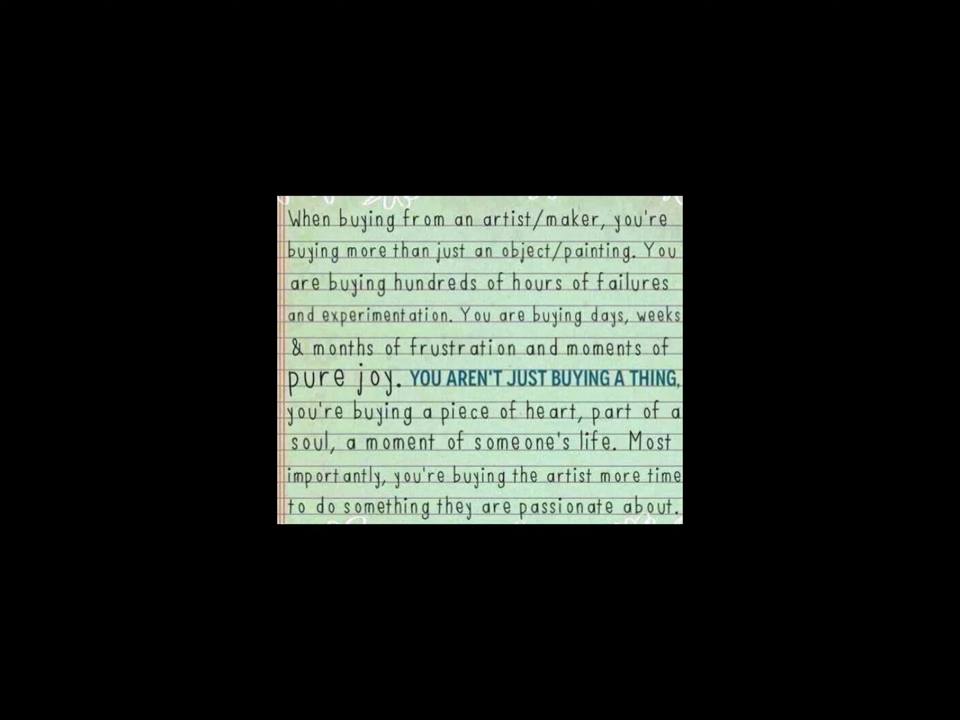 When buying from an artist/maker, you're
buying more than just an object/painting. You
are buying hundreds of hours of failures
and experimentation. You are buying days, weeks
& months of frustration and moments of
pure joy. YOU AREN'T JUST BUYING A THING,
you're buying a piece of heart, part of a
soul, a moment of someone's life. Most
importantly, you're buying the artist more time
to do something they are passionate about.